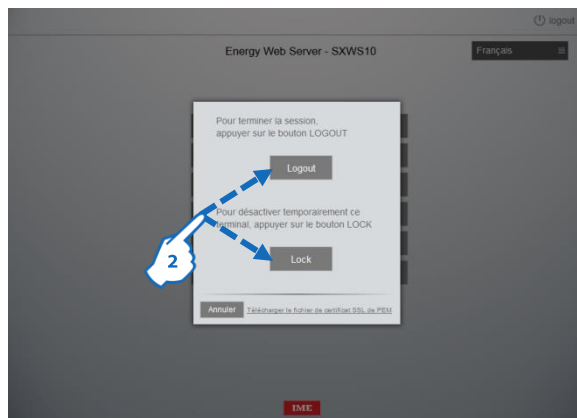 logout
Energy Web Server - SXWS10
Français
Pour terminer la session,
appuyer sur le bouton LOGOUT
Logout
Pour désactiver temporairement ce
terminal, appuyer sur le bouton LOCK
2
Lock
Annuler
Télécharger le fichier de certificat SSL de PEM
IME